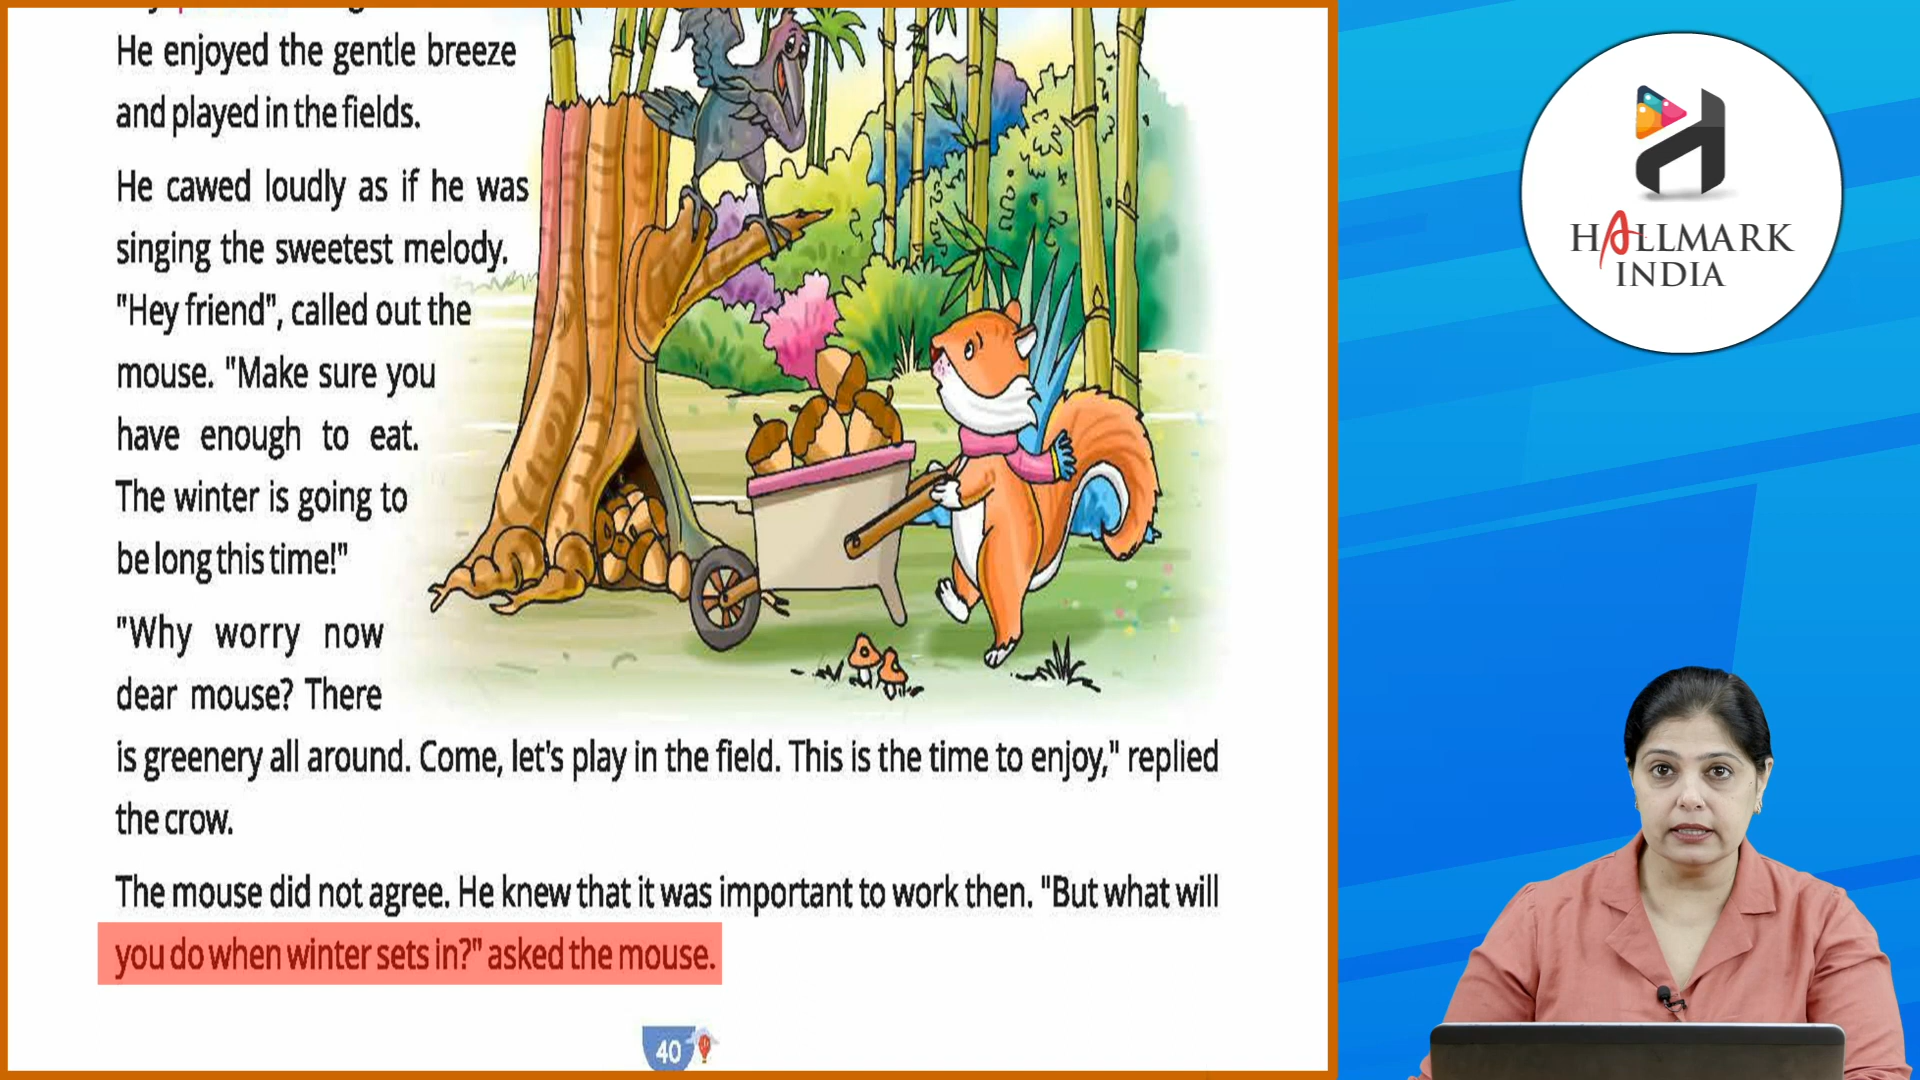 He enjoyed the gentle breeze
and played in the fields.
He cawed loudly as if he was
singing the sweetest melody.
"Hey friend", called out the
mouse. "Make sure you
have enough to eat.
The winter is going to
be long this time!"
"Why worry now
dear mouse? There
is greenery all around. Come, let's play in the field. This is the time to enjoy," replied
the crow.
The mouse did not agree. He knew that it was important to work then. "But what will
you do when winter sets in?" asked the mouse.
40
HALLMARK
INDIA